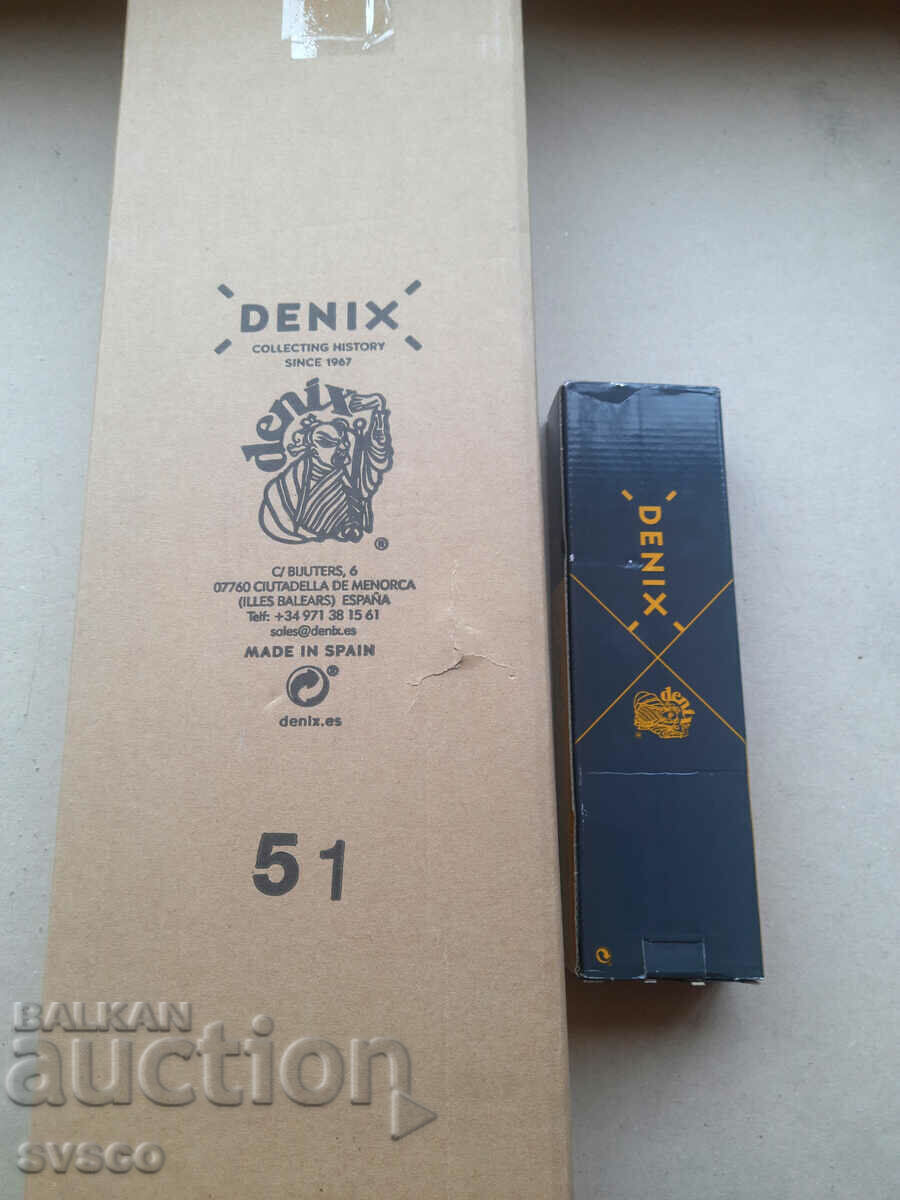 DENIX
COLLECTING HISTORY
SINCE 1967
denix
®
C/ BIJUTERS, 6
07760 CIUTADELLA DE MENORCA
(ILLES BALEARS) ESPAÑA
Telf: +34 971 38 15 61
sales@denix.es
MADE IN SPAIN
®
denix.es
51
DENIX
denix
®
BALKAN
auction
svsco